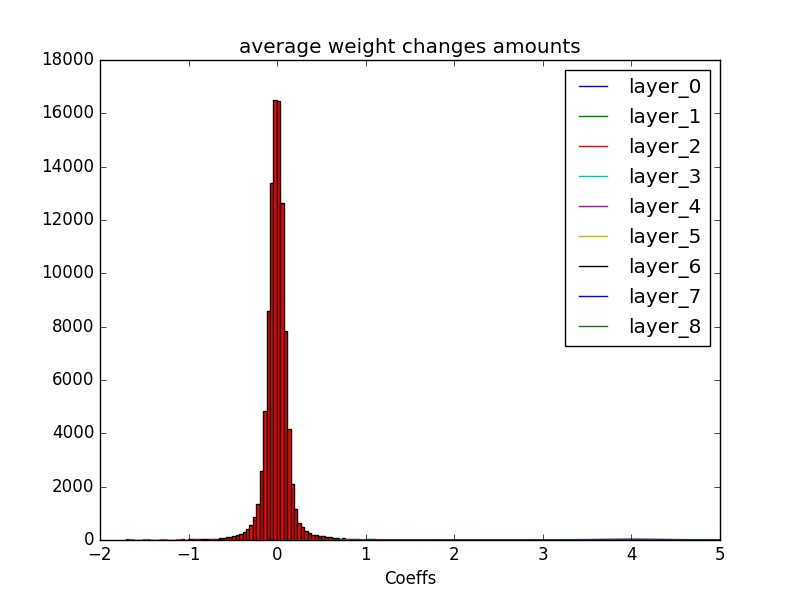 average weight changes amounts
18000
16000
14000
12000
10000
8000
6000
4000
2000
0
−2 −1 0 1 2 3 4 5
Coeffs
layer_0
layer_1
layer_2
layer_3
layer_4
layer_5
layer_6
layer_7
layer_8